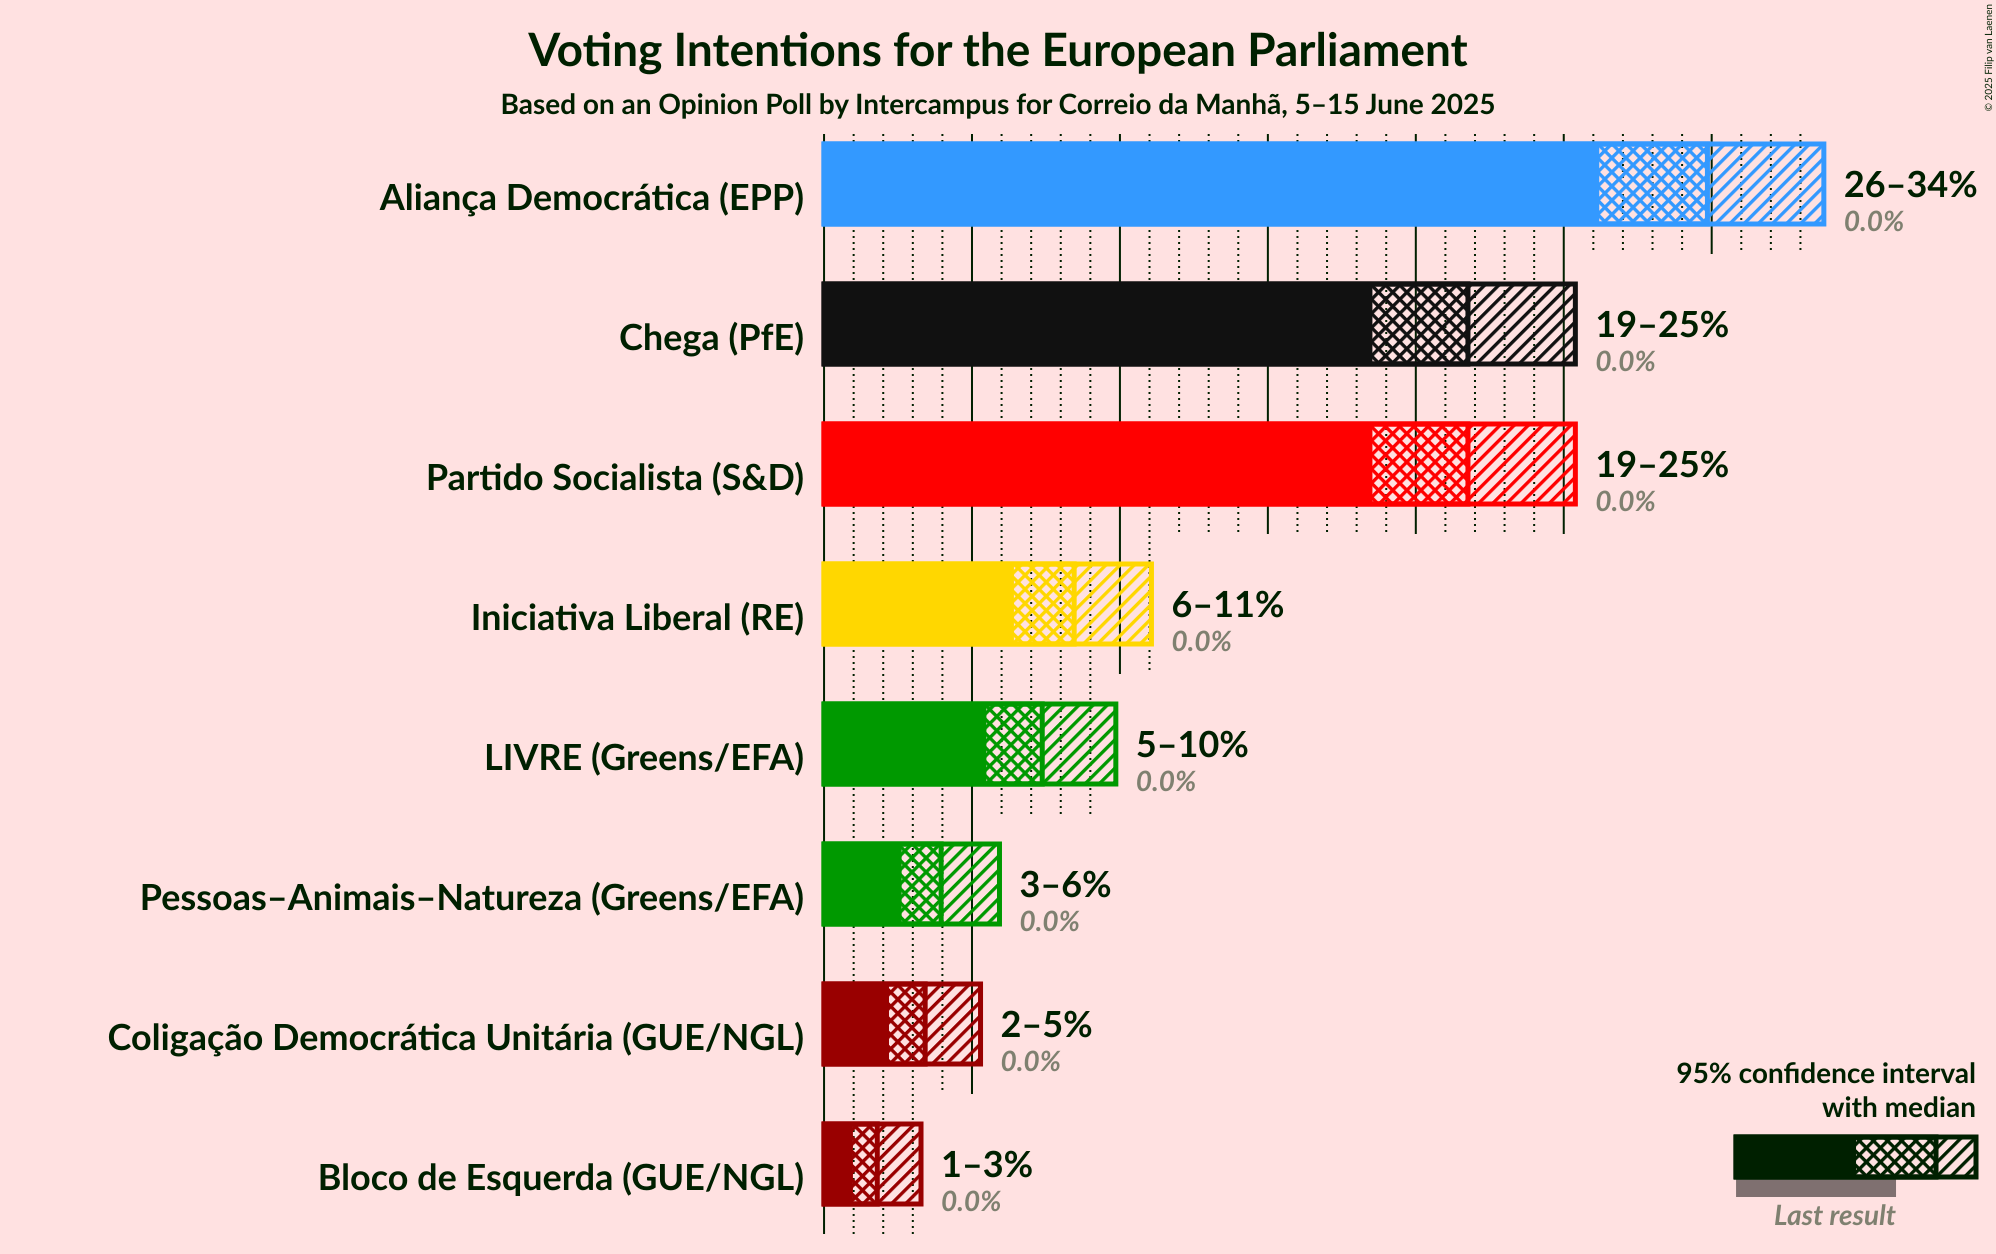 Voting Intentions for the European Parliament
Based on an Opinion Poll by Intercampus for Correio da Manhã, 5–15 June 2025
© 2025 Filip van Laenen
Aliança Democrática (EPP)
26–34%
0.0%
Chega (PfE)
19–25%
0.0%
Partido Socialista (S&D)
19–25%
0.0%
Iniciativa Liberal (RE)
6–11%
0.0%
LIVRE (Greens/EFA)
5–10%
0.0%
Pessoas–Animais–Natureza (Greens/EFA)
3–6%
0.0%
Coligação Democrática Unitária (GUE/NGL)
2–5%
0.0%
Bloco de Esquerda (GUE/NGL)
1–3%
0.0%
95% confidence interval
with median
Last result